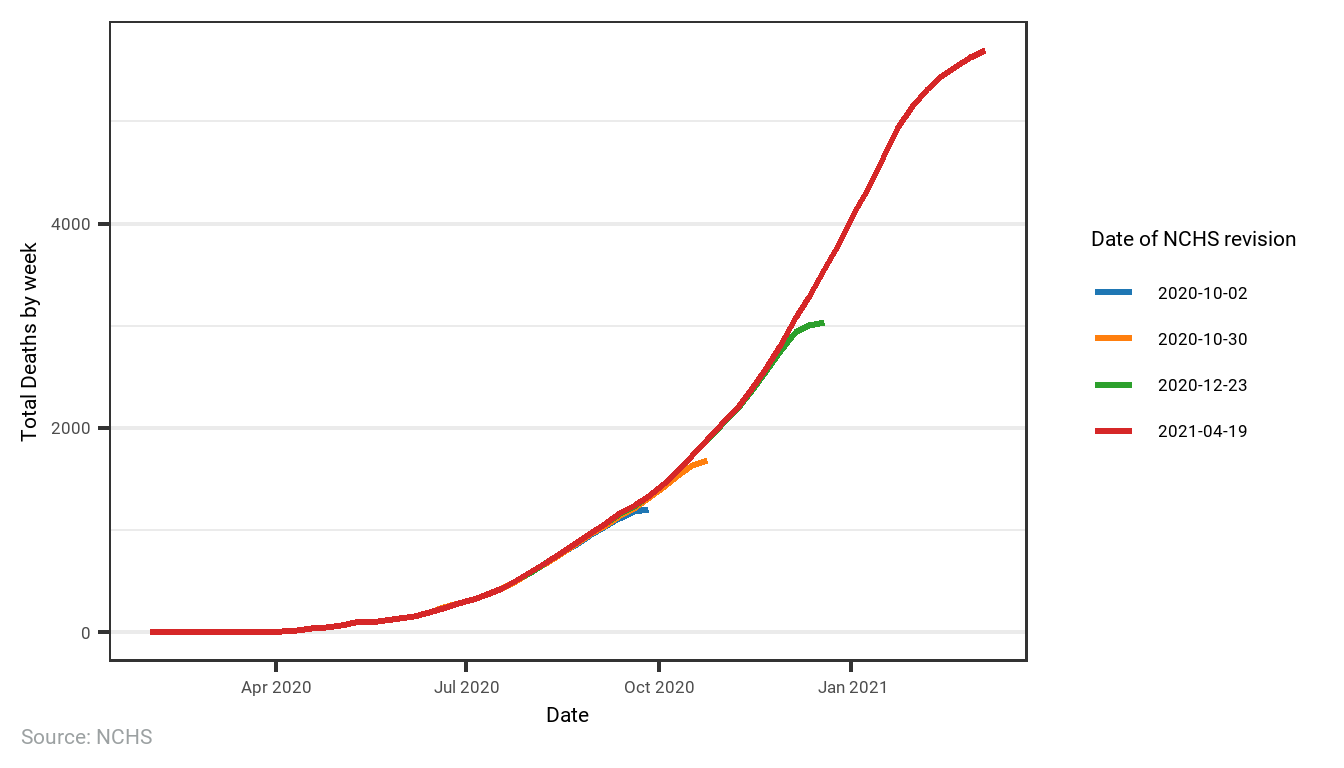 4000
2000
0
Total Deaths by week
Apr 2020
Jul 2020
Oct 2020
Jan 2021
Date
Source: NCHS
Date of NCHS revision
2020-10-02
2020-10-30
2020-12-23
2021-04-19